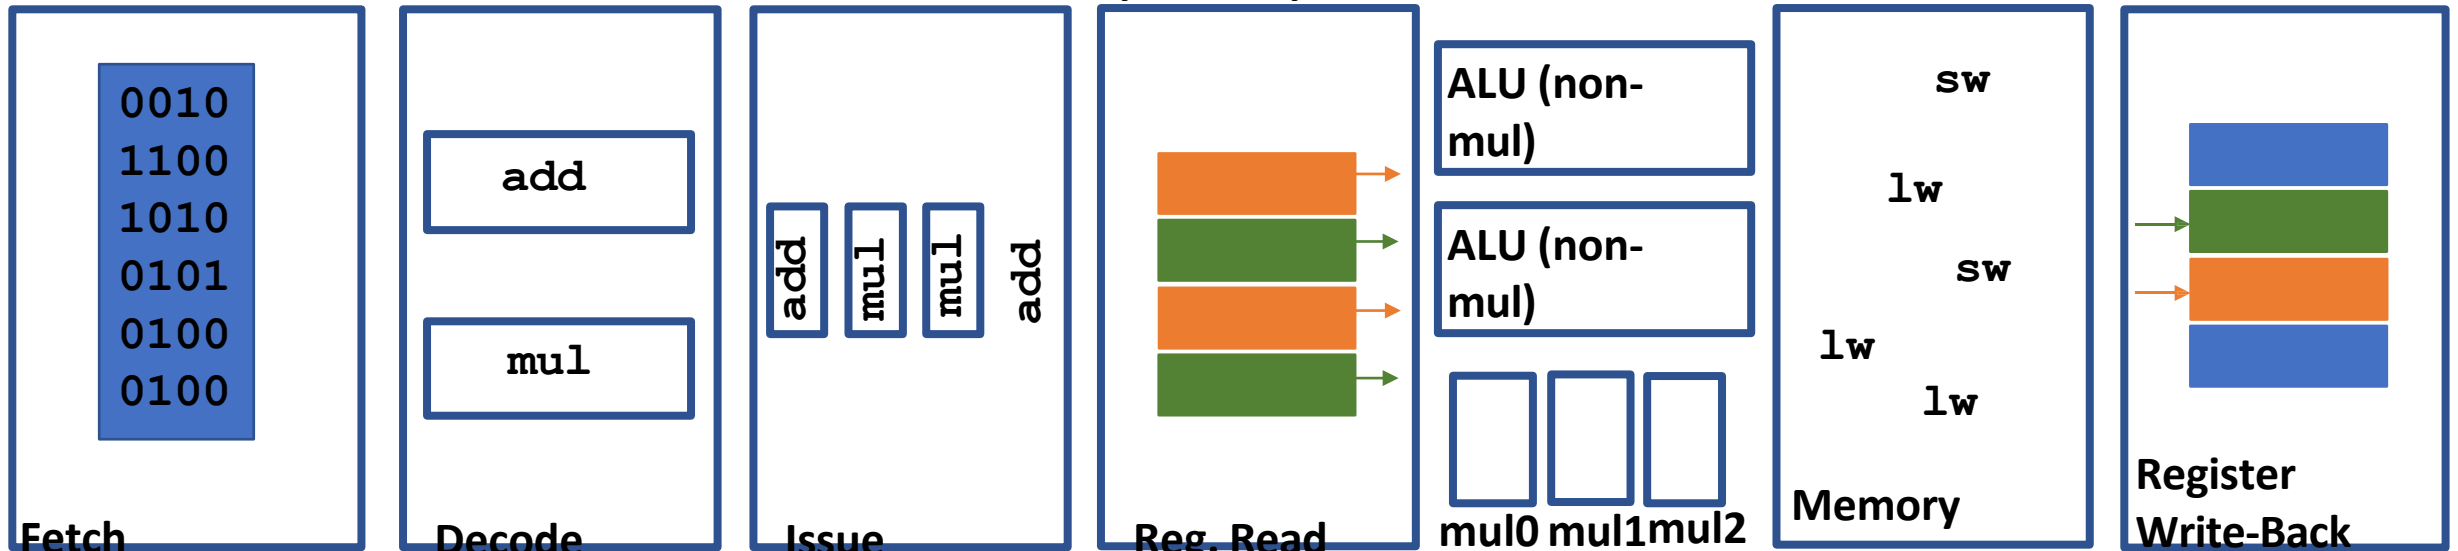 0010
1100
1010
0101
0100
0100
Fetch
add
mul
Decode
add
mul
mul
add
Issue
Reg. Read
ALU (non-
mul)
ALU (non-
mul)
mul0 mul1 mul2
sw
lw
sw
lw
lw
Memory
Register
Write-Back